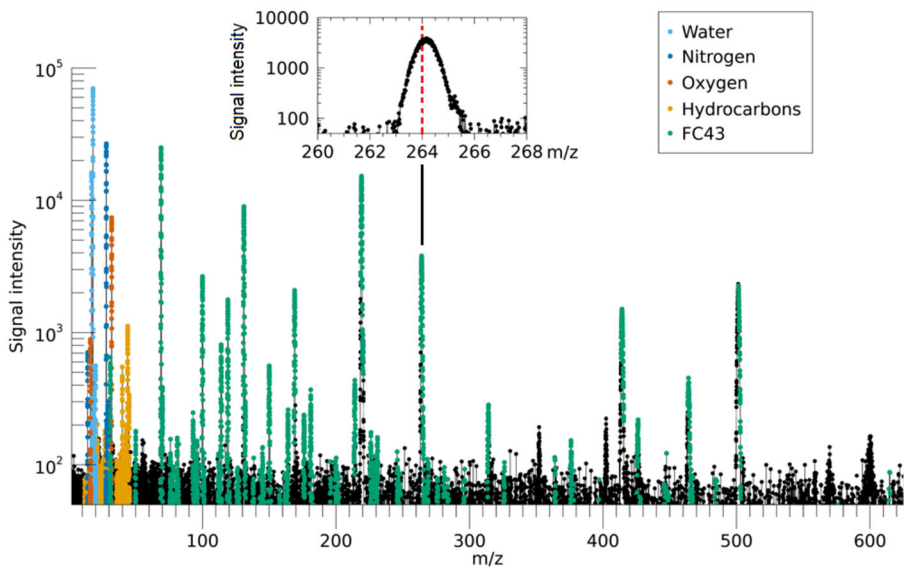 10000
1000
100
Signal intensity
260
262
264
266
268
m/z
Water
Nitrogen
Oxygen
Hydrocarbons
FC43
10⁵
10⁴
10³
10²
Signal intensity
100
200
300
400
500
600
m/z